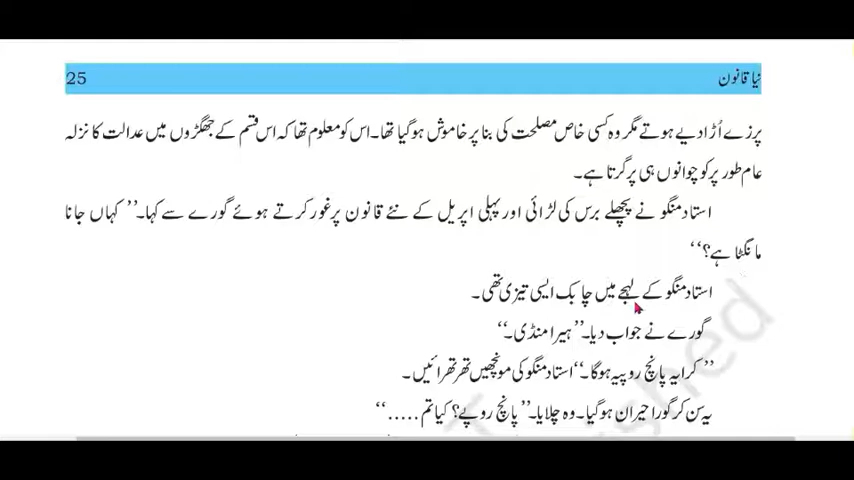 نیا قانون 25
پرزے اُڑا دیے ہوتے مگر وہ کسی خاص مصلحت کی بنا پر خاموش ہوگیا تھا۔ اس کو معلوم تھا کہ اس قسم کے جھگڑوں میں عدالت کا نزلہ
عام طور پر کوچوانوں ہی پر گرتا ہے۔
استاد منگو نے پچھلے برس کی لڑائی اور پہلی اپریل کے نئے قانون پر غور کرتے ہوئے گورے سے کہا۔ ”کہاں جانا
مانگٹا ہے؟“
استاد منگو کے لہجے میں چابک ایسی تیزی تھی۔
گورے نے جواب دیا۔ ”ہیرا منڈی۔“
”کرایہ پانچ روپیہ ہوگا۔“ استاد منگو کی مونچھیں تھرتھرائیں۔
یہ سن کر گورا حیران ہوگیا۔ وہ چلایا۔ ”پانچ روپے؟ کیا تم.....“